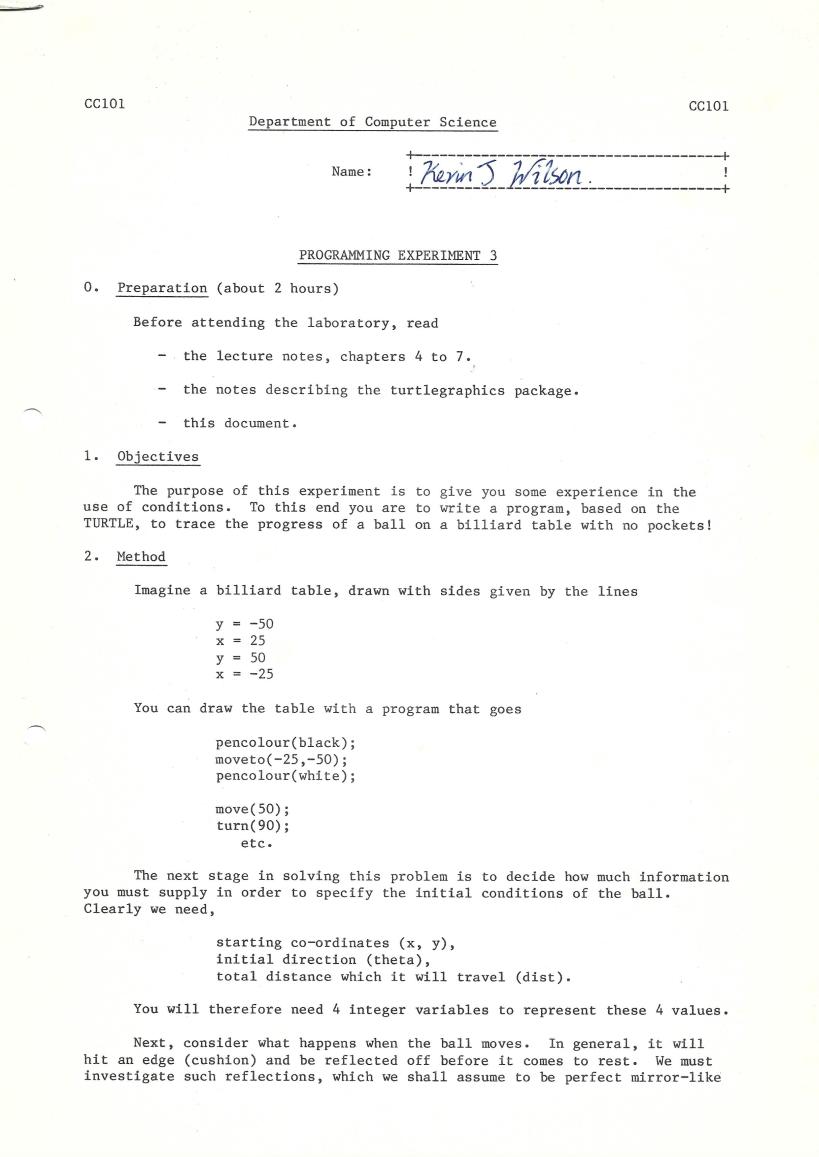 CC101 CC101
Department of Computer Science
Name: ! Kevin J Wilson. !
PROGRAMMING EXPERIMENT 3
0. Preparation (about 2 hours)
Before attending the laboratory, read
- the lecture notes, chapters 4 to 7.
- the notes describing the turtlegraphics package.
- this document.
1. Objectives
The purpose of this experiment is to give you some experience in the
use of conditions. To this end you are to write a program, based on the
TURTLE, to trace the progress of a ball on a billiard table with no pockets!
2. Method
Imagine a billiard table, drawn with sides given by the lines
y = -50
x = 25
y = 50
x = -25
You can draw the table with a program that goes
pencolour(black);
moveto(-25,-50);
pencolour(white);
move(50);
turn(90);
etc.
The next stage in solving this problem is to decide how much information
you must supply in order to specify the initial conditions of the ball.
Clearly we need,
starting co-ordinates (x, y),
initial direction (theta),
total distance which it will travel (dist).
You will therefore need 4 integer variables to represent these 4 values.
Next, consider what happens when the ball moves. In general, it will
hit an edge (cushion) and be reflected off before it comes to rest. We must
investigate such reflections, which we shall assume to be perfect mirror-like